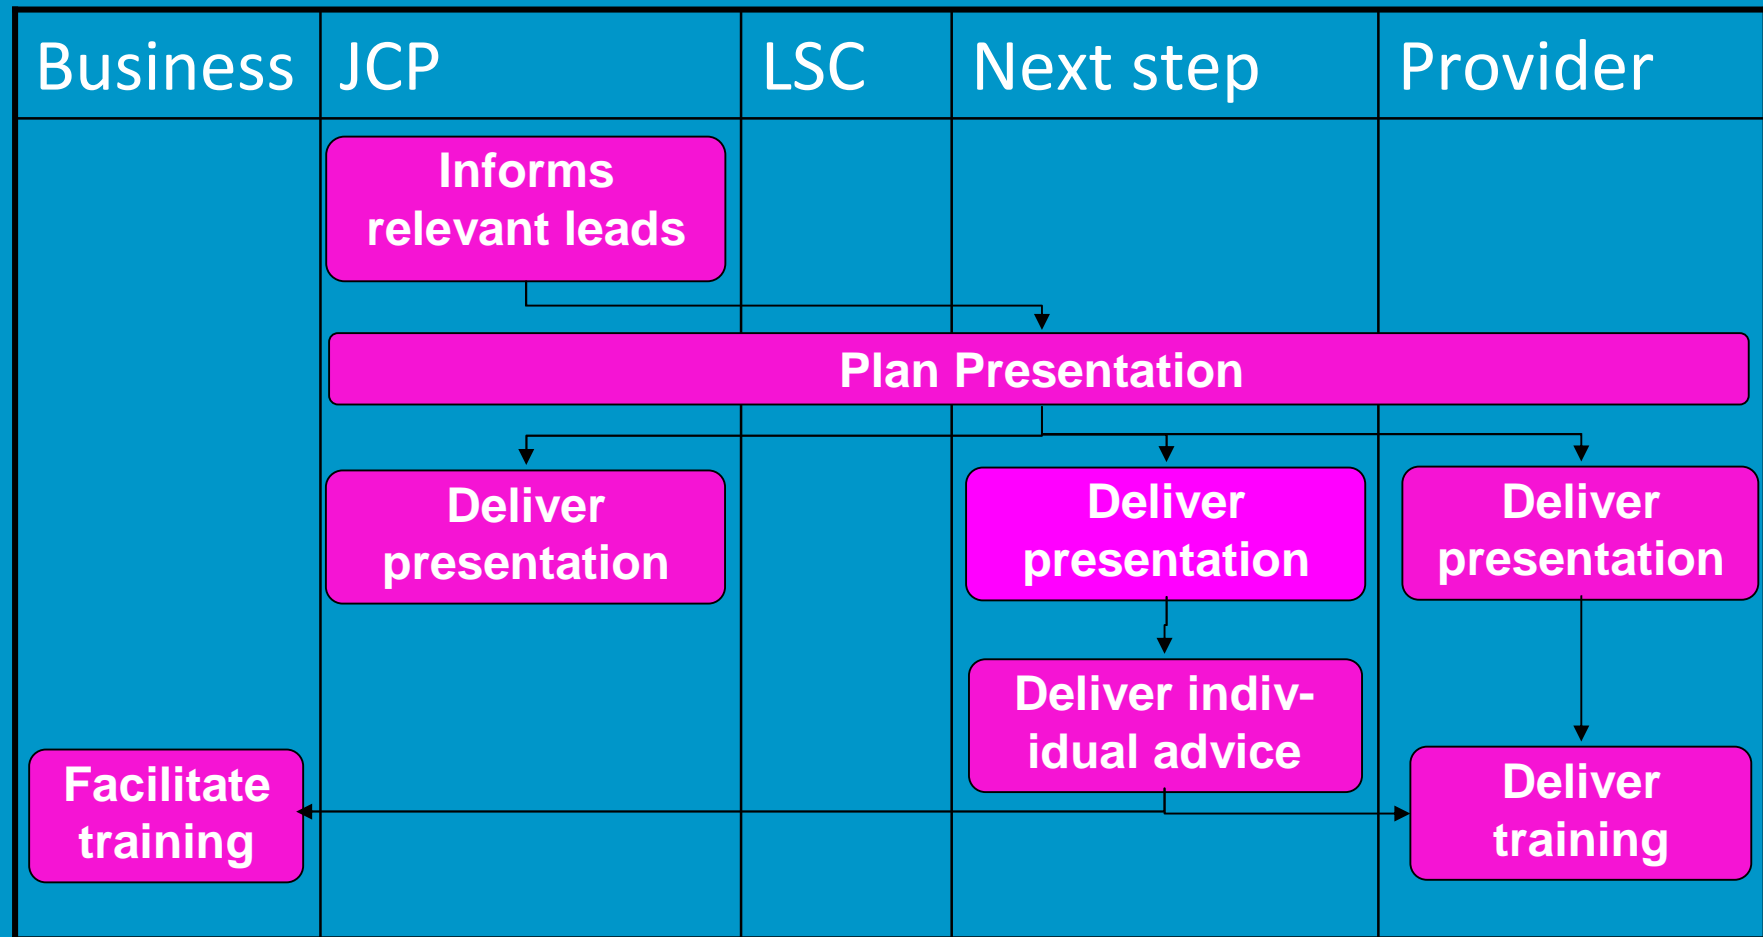 Business JCP LSC Next step Provider
Informs
relevant leads
Plan Presentation
Deliver
presentation
Deliver
presentation
Deliver
presentation
Deliver indiv-
idual advice
Facilitate
training
Deliver
training